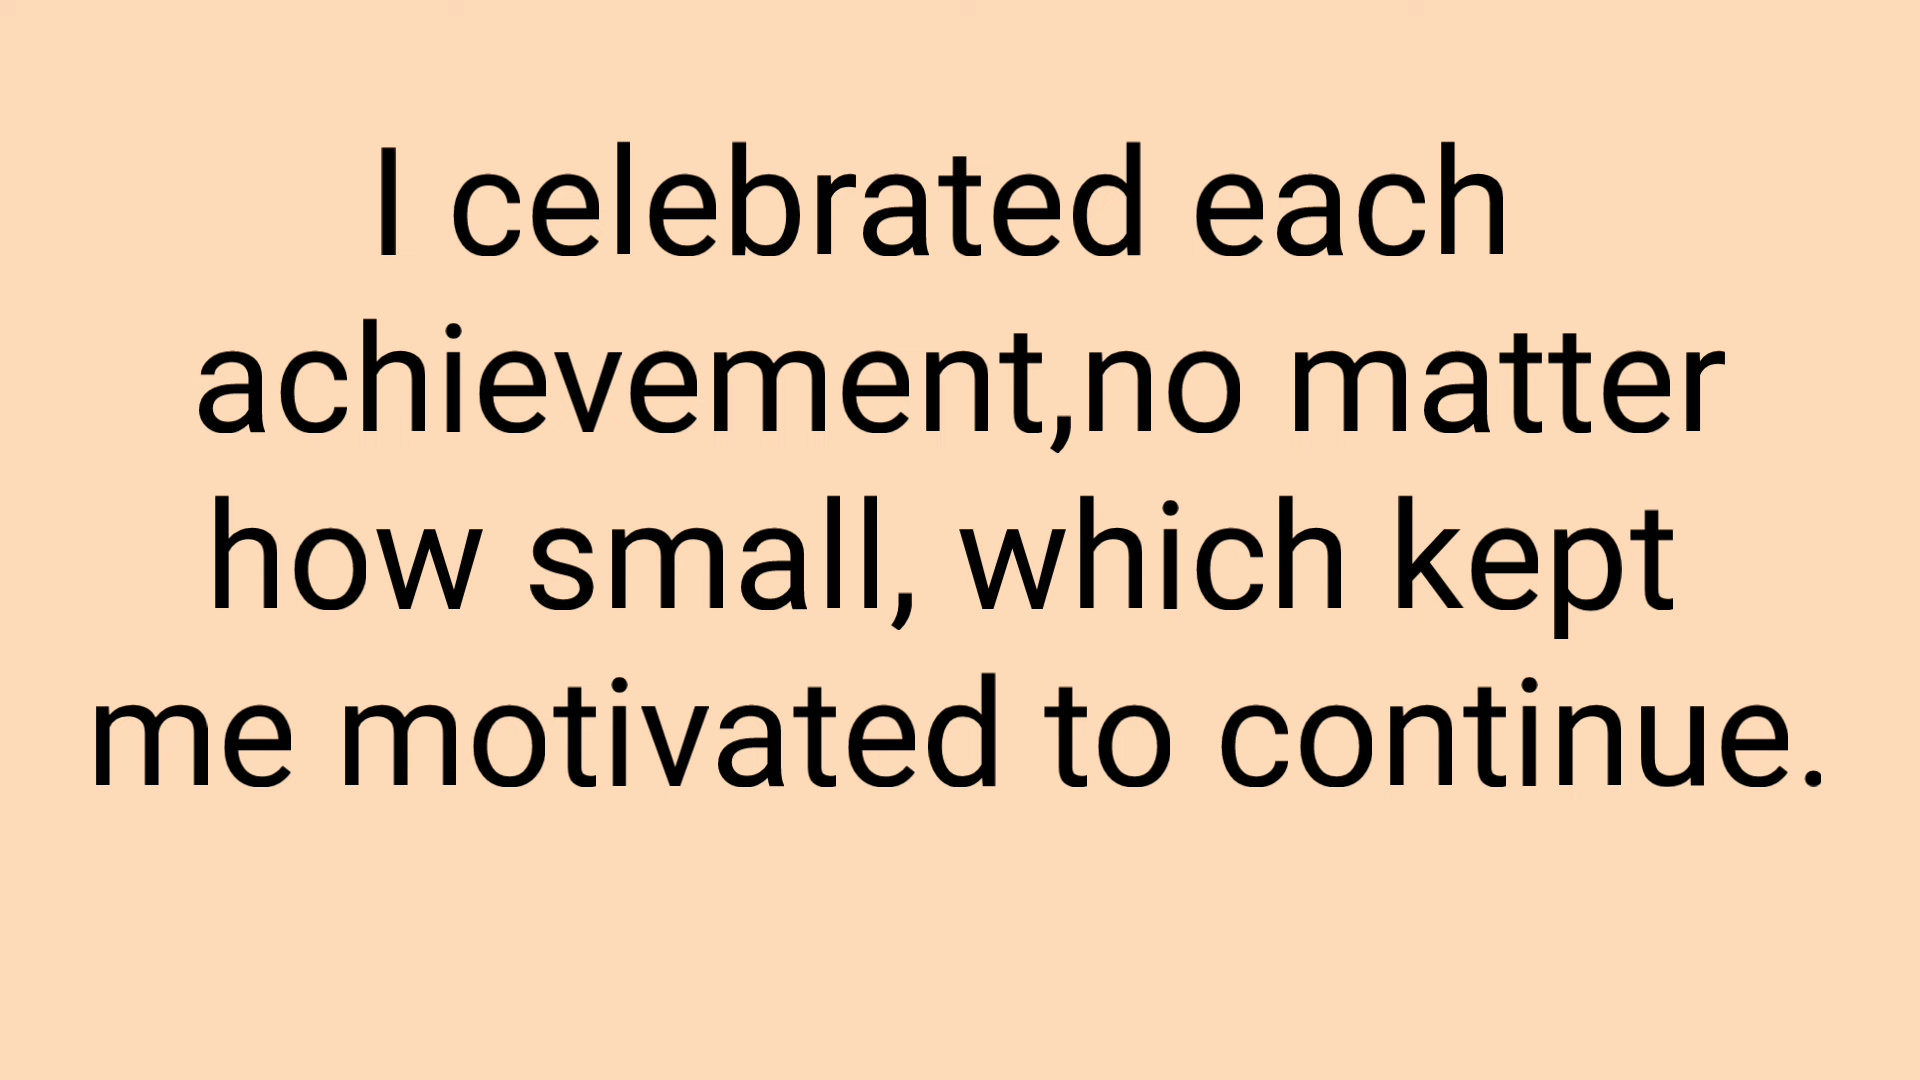 I celebrated each
achievement,no matter
how small, which kept
me motivated to continue.